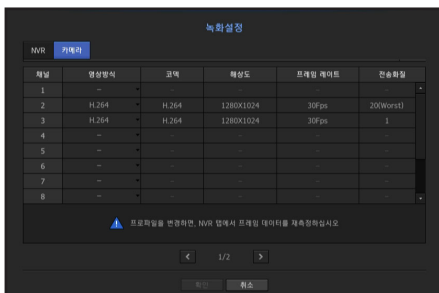 녹화설정
NVR 카메라
채널 영상방식 코덱 해상도 프레임 레이트 전송화질
1 - - - - -
2 H.264 H.264 1280X1024 30Fps 20(Worst)
3 H.264 H.264 1280X1024 30Fps 1
4 - - - - -
5 - - - - -
6 - - - - -
7 - - - - -
8 - - - - -
프로파일을 변경하면, NVR 탭에서 프레임 데이터를 재측정하십시오
< 1/2 >
확인 취소